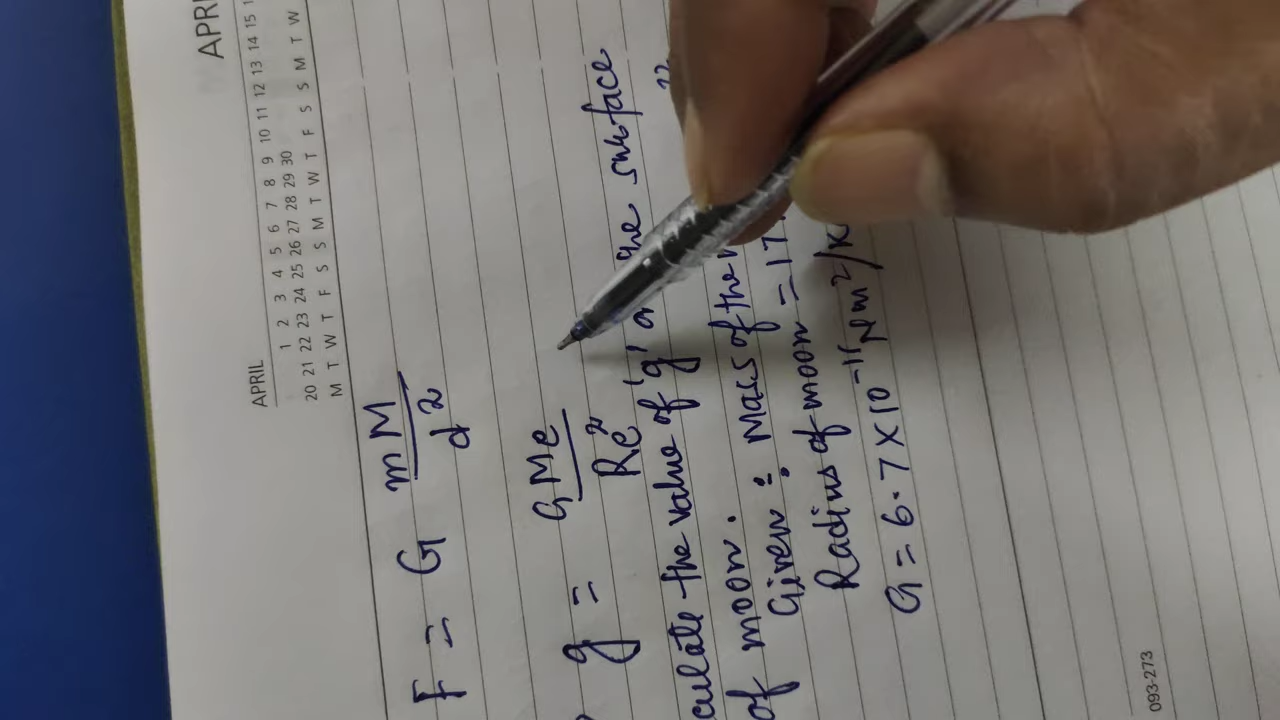 APRIL
1 2 3 4 5 6 7 8 9 10 11 12 13 14 15
20 21 22 23 24 25 26 27 28 29 30
M T W T F S S M T W T F S S M T W
F = G mM
d2
g = GMe
Re2
culate the value of 'g' surface
of moon.
Given : Mass of the
Radius of moon = 17
G = 6.7 X 10-11 Nm2/K
093-273